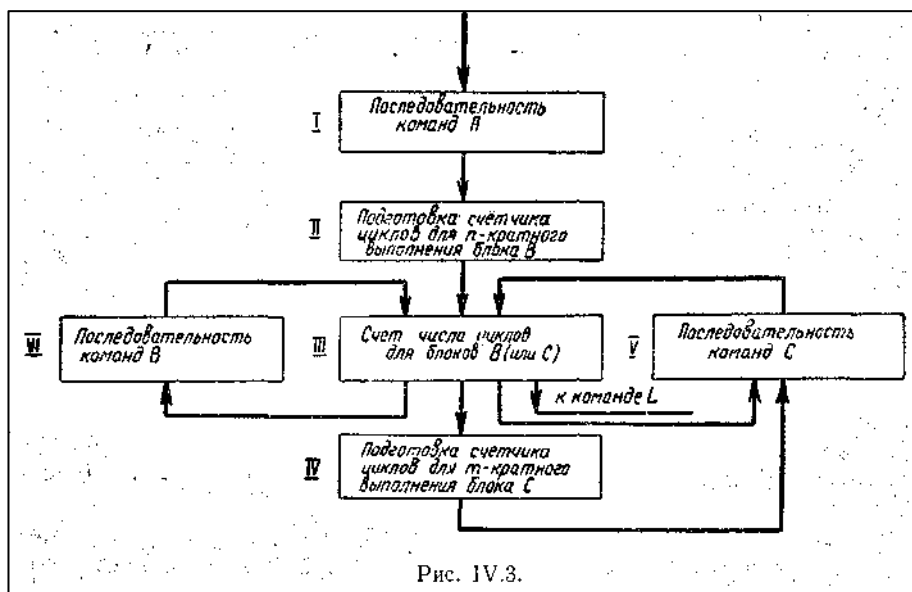 I
Последовательность
команд А
II
Подготовка счётчика
циклов для n-кратного
выполнения блока В
VI
Последовательность
команд В
III
Счет числа циклов
для блоков В (или С)
V
Последовательность
команд С
к команде L
IV
Подготовка счетчика
циклов для m-кратного
выполнения блока С
Рис. IV.3.